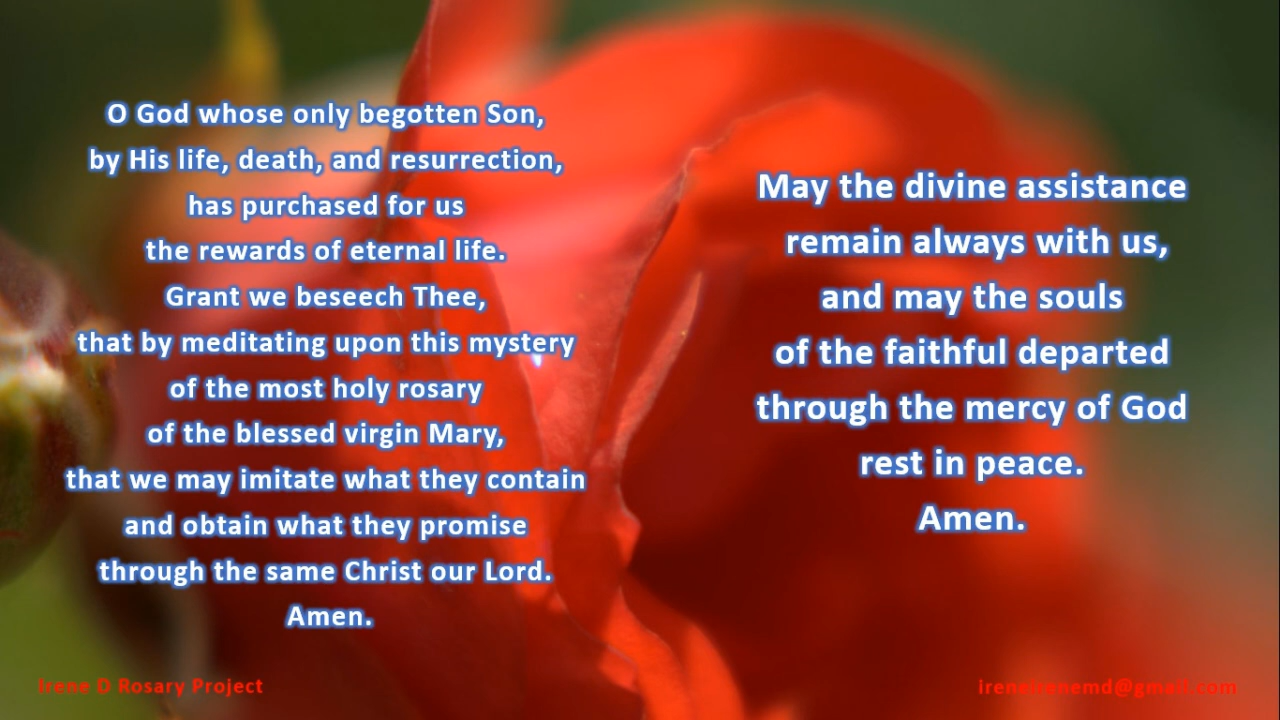 O God whose only begotten Son,
by His life, death, and resurrection,
has purchased for us
the rewards of eternal life.
Grant we beseech Thee,
that by meditating upon this mystery
of the most holy rosary
of the blessed virgin Mary,
that we may imitate what they contain
and obtain what they promise
through the same Christ our Lord.
Amen.
May the divine assistance
remain always with us,
and may the souls
of the faithful departed
through the mercy of God
rest in peace.
Amen.
Irene D Rosary Project
ireneirenemd@gmail.com